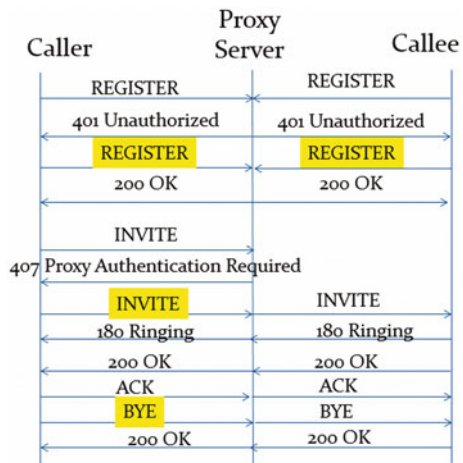 Proxy
Caller Server Callee
REGISTER REGISTER
401 Unauthorized 401 Unauthorized
REGISTER REGISTER
200 OK 200 OK
INVITE
407 Proxy Authentication Required
INVITE INVITE
180 Ringing 180 Ringing
200 OK 200 OK
ACK ACK
BYE BYE
200 OK 200 OK